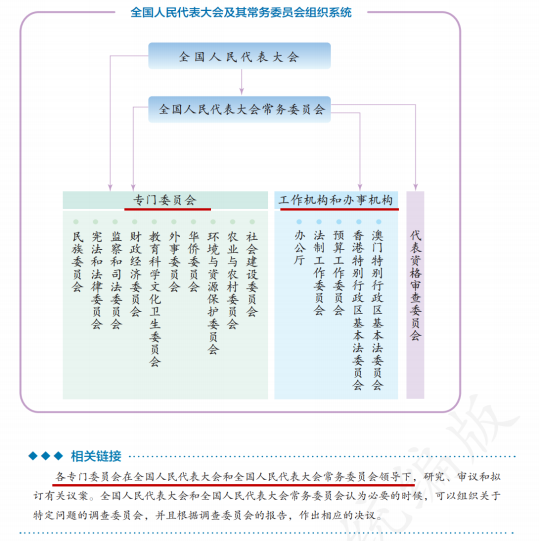 全国人民代表大会及其常务委员会组织系统
全国人民代表大会
全国人民代表大会常务委员会
专门委员会
民族委员会
宪法和法律委员会
监察和司法委员会
财政经济委员会
教育科学文化卫生委员会
外事委员会
华侨委员会
环境与资源保护委员会
农业与农村委员会
社会建设委员会
工作机构和办事机构
办公厅
法制工作委员会
预算工作委员会
香港特别行政区基本法委员会
澳门特别行政区基本法委员会
代表资格审查委员会
相关链接
各专门委员会在全国人民代表大会和全国人民代表大会常务委员会领导下，研究、审议和拟
订有关议案。全国人民代表大会和全国人民代表大会常务委员会认为必要的时候，可以组织关于
特定问题的调查委员会，并且根据调查委员会的报告，作出相应的决议。
统编版